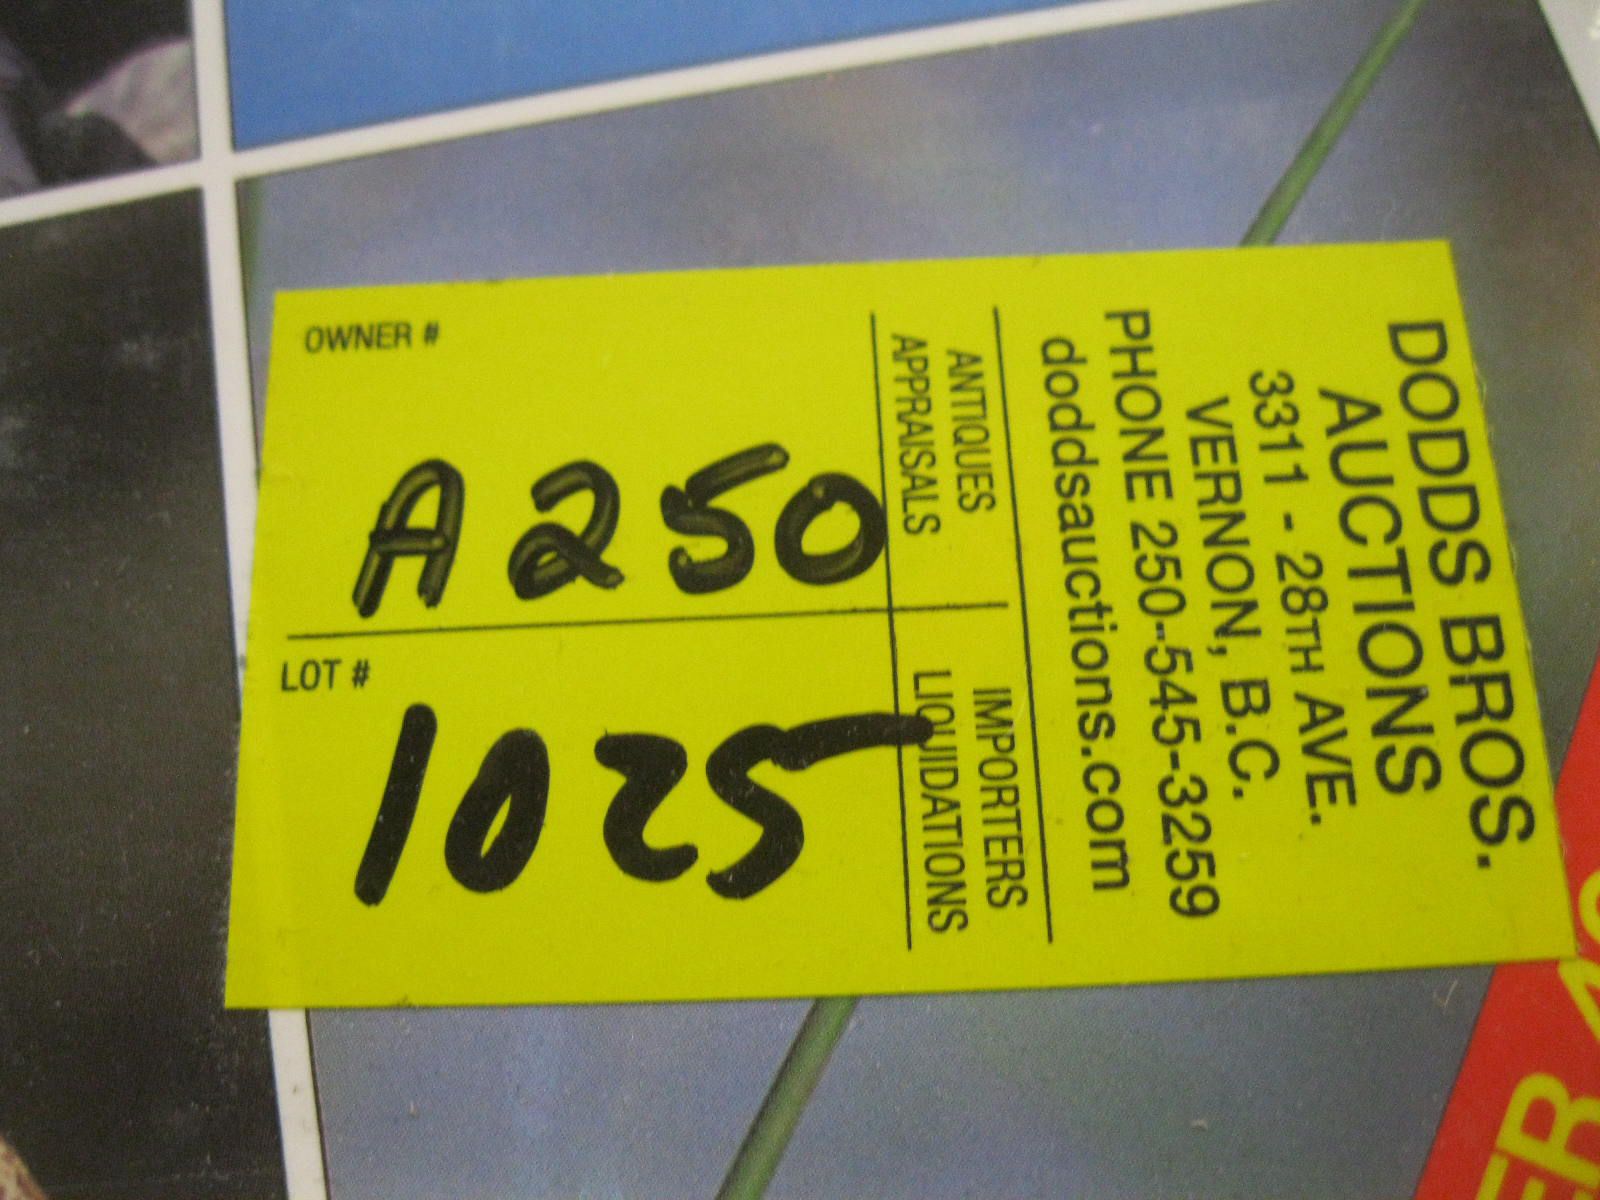 DODDS BROS.
AUCTIONS
3311 - 28TH AVE.
VERNON, B.C.
PHONE 250-545-3259
doddsauctions.com
ANTIQUES IMPORTERS
APPRAISALS LIQUIDATIONS
OWNER #
A250
LOT #
1025